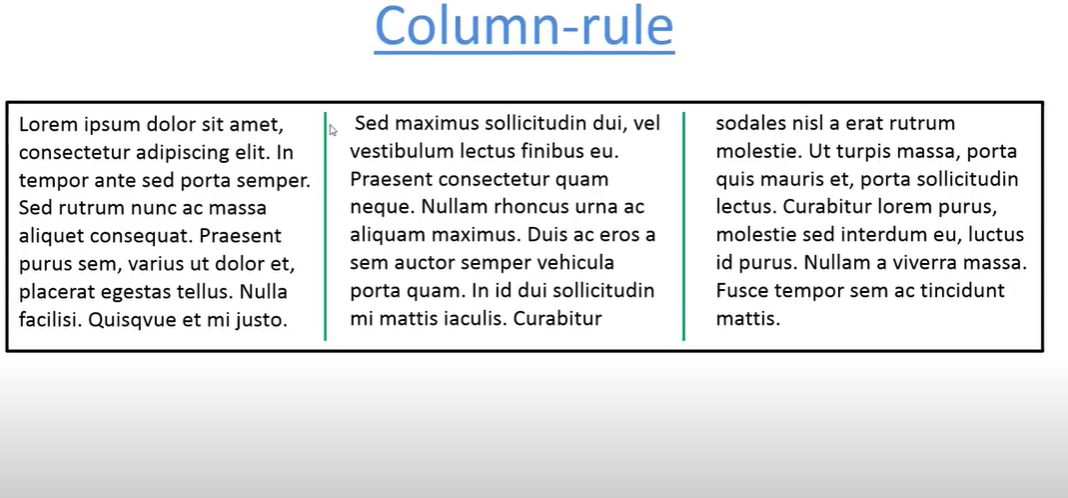 Column-rule
Lorem ipsum dolor sit amet,
consectetur adipiscing elit. In
tempor ante sed porta semper.
Sed rutrum nunc ac massa
aliquet consequat. Praesent
purus sem, varius ut dolor et,
placerat egestas tellus. Nulla
facilisi. Quisqvue et mi justo.
Sed maximus sollicitudin dui, vel
vestibulum lectus finibus eu.
Praesent consectetur quam
neque. Nullam rhoncus urna ac
aliquam maximus. Duis ac eros a
sem auctor semper vehicula
porta quam. In id dui sollicitudin
mi mattis iaculis. Curabitur
sodales nisl a erat rutrum
molestie. Ut turpis massa, porta
quis mauris et, porta sollicitudin
lectus. Curabitur lorem purus,
molestie sed interdum eu, luctus
id purus. Nullam a viverra massa.
Fusce tempor sem ac tincidunt
mattis.